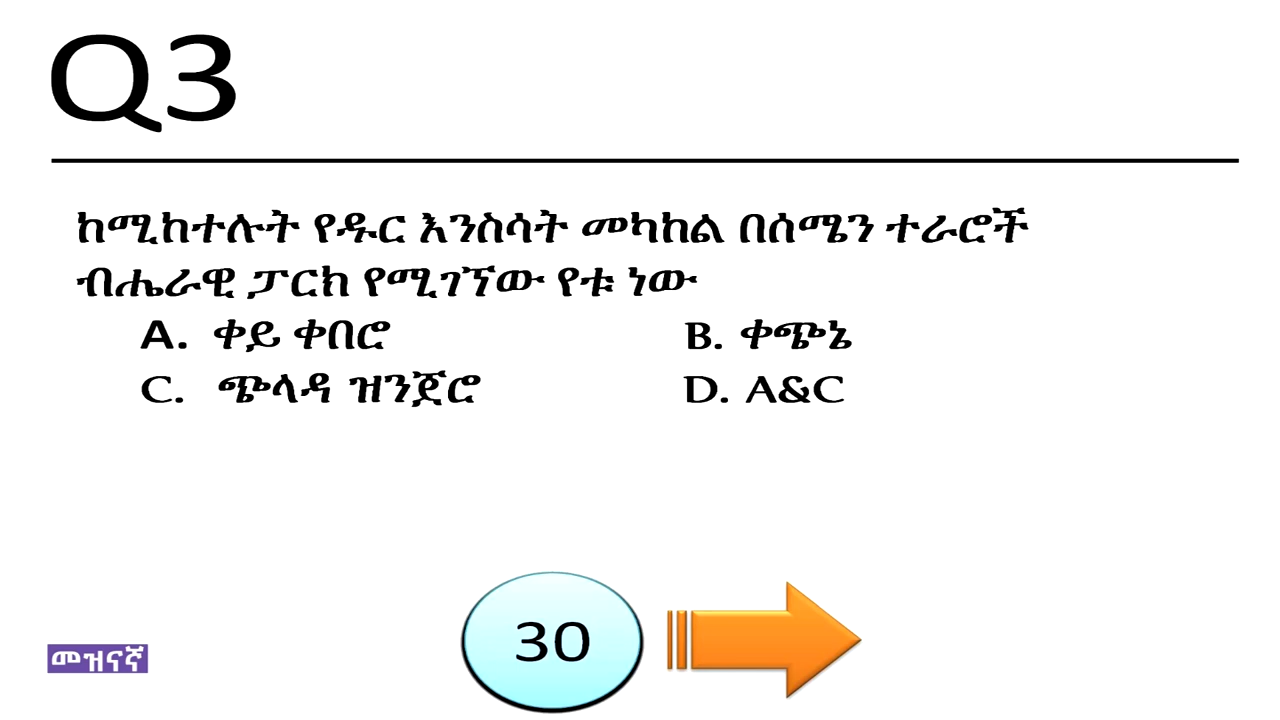 Q3
ከሚከተሉት የዱር እንስሳት መካከል በሰሜን ተራሮች
ብሔራዊ ፓርክ የሚገኘው የቱ ነው
A. ቀይ ቀበሮ B. ቀጭኔ
C. ጭላዳ ዝንጀሮ D. A&C
30
መዝናኛ